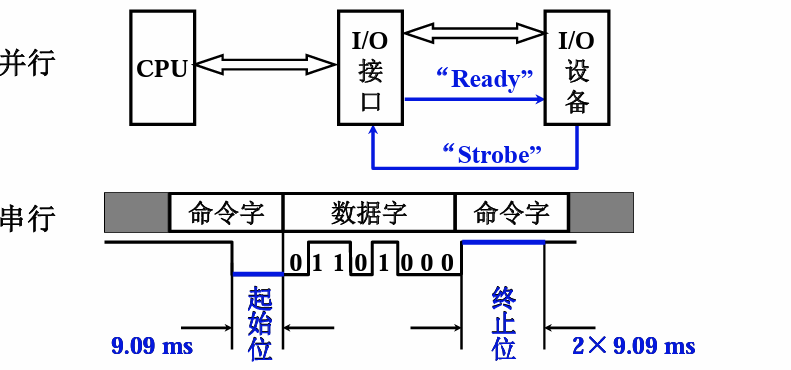 并行
CPU
I/O
接
口
I/O
设
备
“Ready”
“Strobe”
串行
命令字 数据字 命令字
0 1 1 0 1 0 0 0
起
始
位
终
止
位
9.09 ms
2×9.09 ms